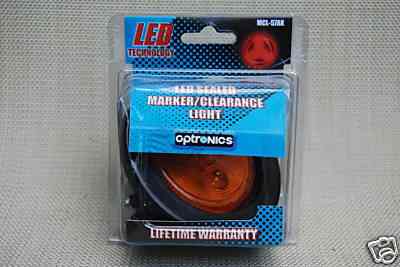 LED
TECHNOLOGY
MCL-57AK
LED SEALED
MARKER/CLEARANCE
LIGHT
OPTRONICS
LIFETIME WARRANTY